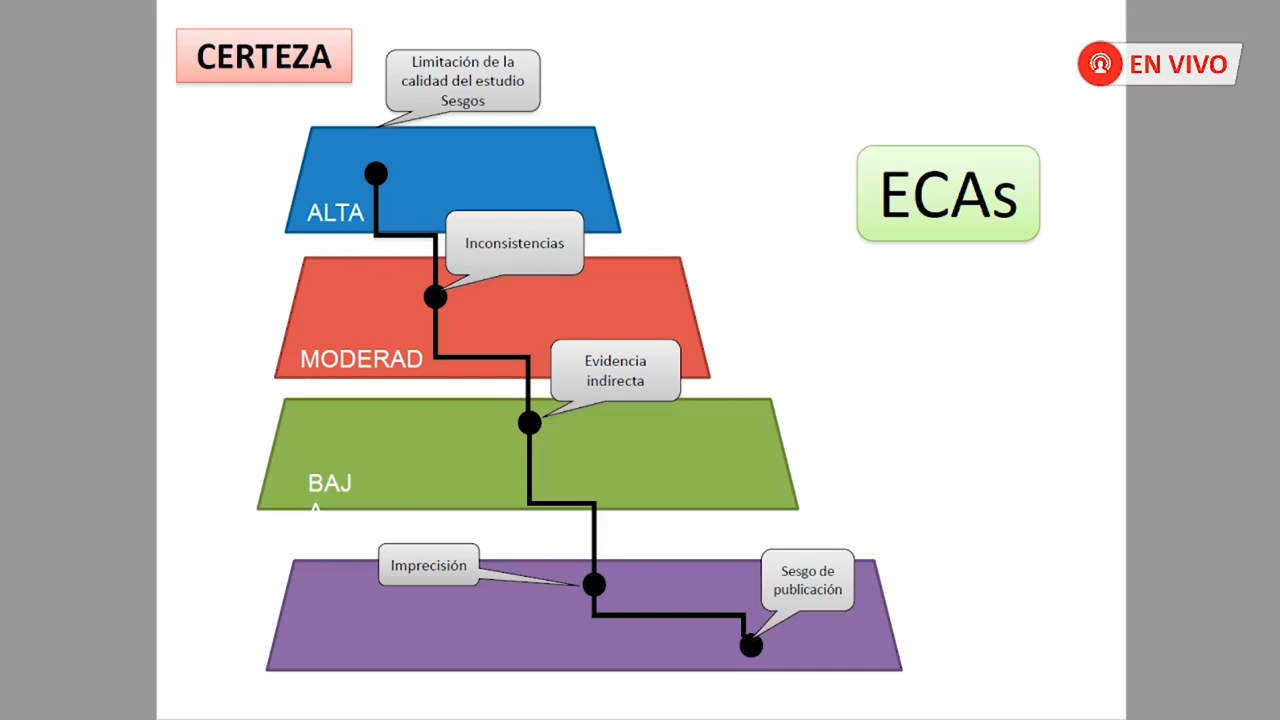 CERTEZA
Limitación de la
calidad del estudio
Sesgos
EN VIVO
ECAs
ALTA
Inconsistencias
MODERAD
Evidencia
indirecta
BAJ
A
Imprecisión
Sesgo de
publicación